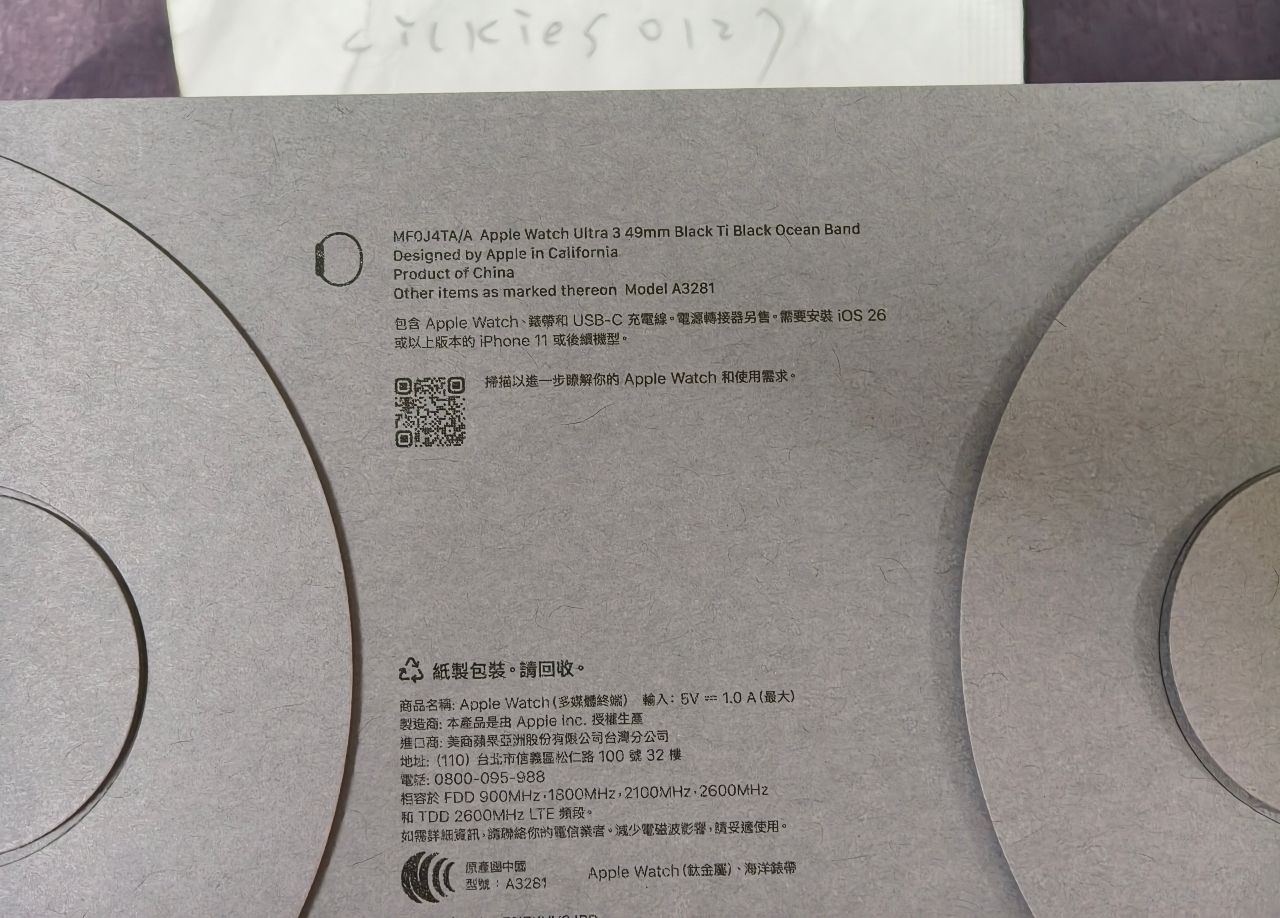 MF0J4TA/A Apple Watch Ultra 3 49mm Black Ti Black Ocean Band
Designed by Apple in California
Product of China
Other items as marked thereon Model A3281
包含 Apple Watch、錶帶和 USB-C 充電線。電源轉接器另售。需要安裝 iOS 26
或以上版本的 iPhone 11 或後續機型。
掃描以進一步瞭解你的 Apple Watch 和使用需求。
紙製包裝。請回收。
商品名稱: Apple Watch (多媒體終端) 輸入: 5V ⎓ 1.0 A (最大)
製造商: 本產品是由 Apple Inc. 授權生產
進口商: 美商蘋果亞洲股份有限公司台灣分公司
地址: (110) 台北市信義區松仁路 100 號 32 樓
電話: 0800-095-988
相容於 FDD 900MHz,1800MHz,2100MHz,2600MHz
和 TDD 2600MHz LTE 頻段。
如需詳細資訊,請聯絡你的電信業者。減少電磁波影響,請妥適使用。
原產國中國
型號:A3281
Apple Watch (鈦金屬)、海洋錶帶